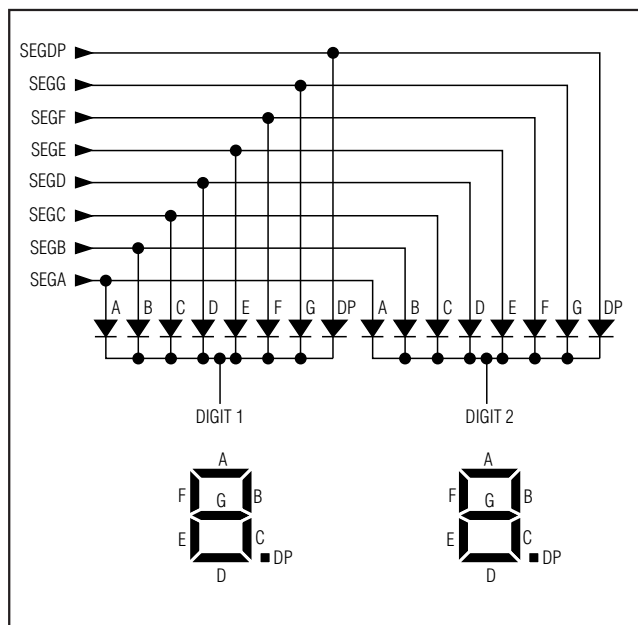 SEGDP
SEGG
SEGF
SEGE
SEGD
SEGC
SEGB
SEGA
A B C D E F G DP A B C D E F G DP
DIGIT 1 DIGIT 2
A A
F G B F G B
E C E C
DP DP
D D